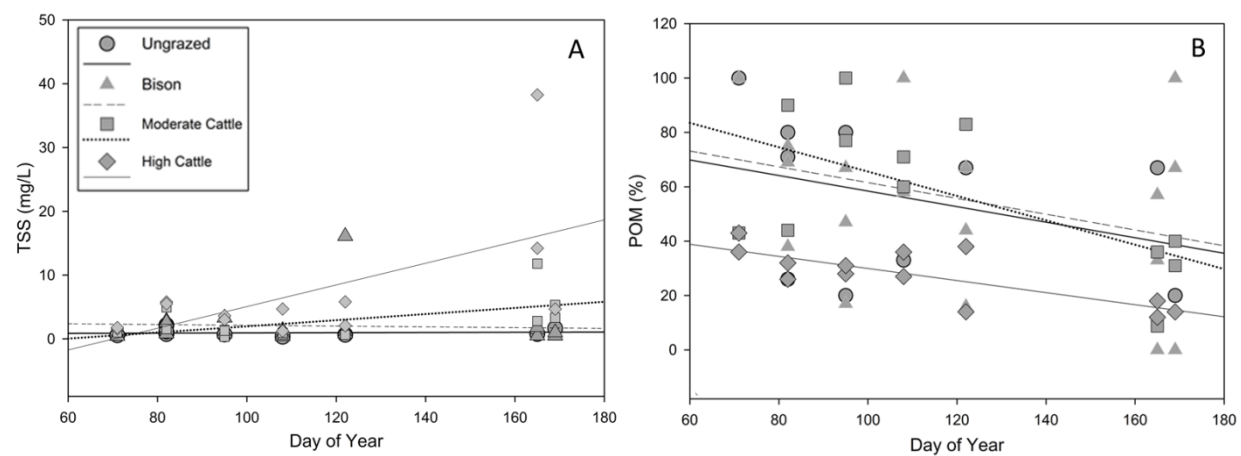 50
40
30
20
10
0
TSS (mg/L)
A
Ungrazed
Bison
Moderate Cattle
High Cattle
60 80 100 120 140 160 180
Day of Year
120
100
80
60
40
20
0
POM (%)
B
60 80 100 120 140 160 180
Day of Year